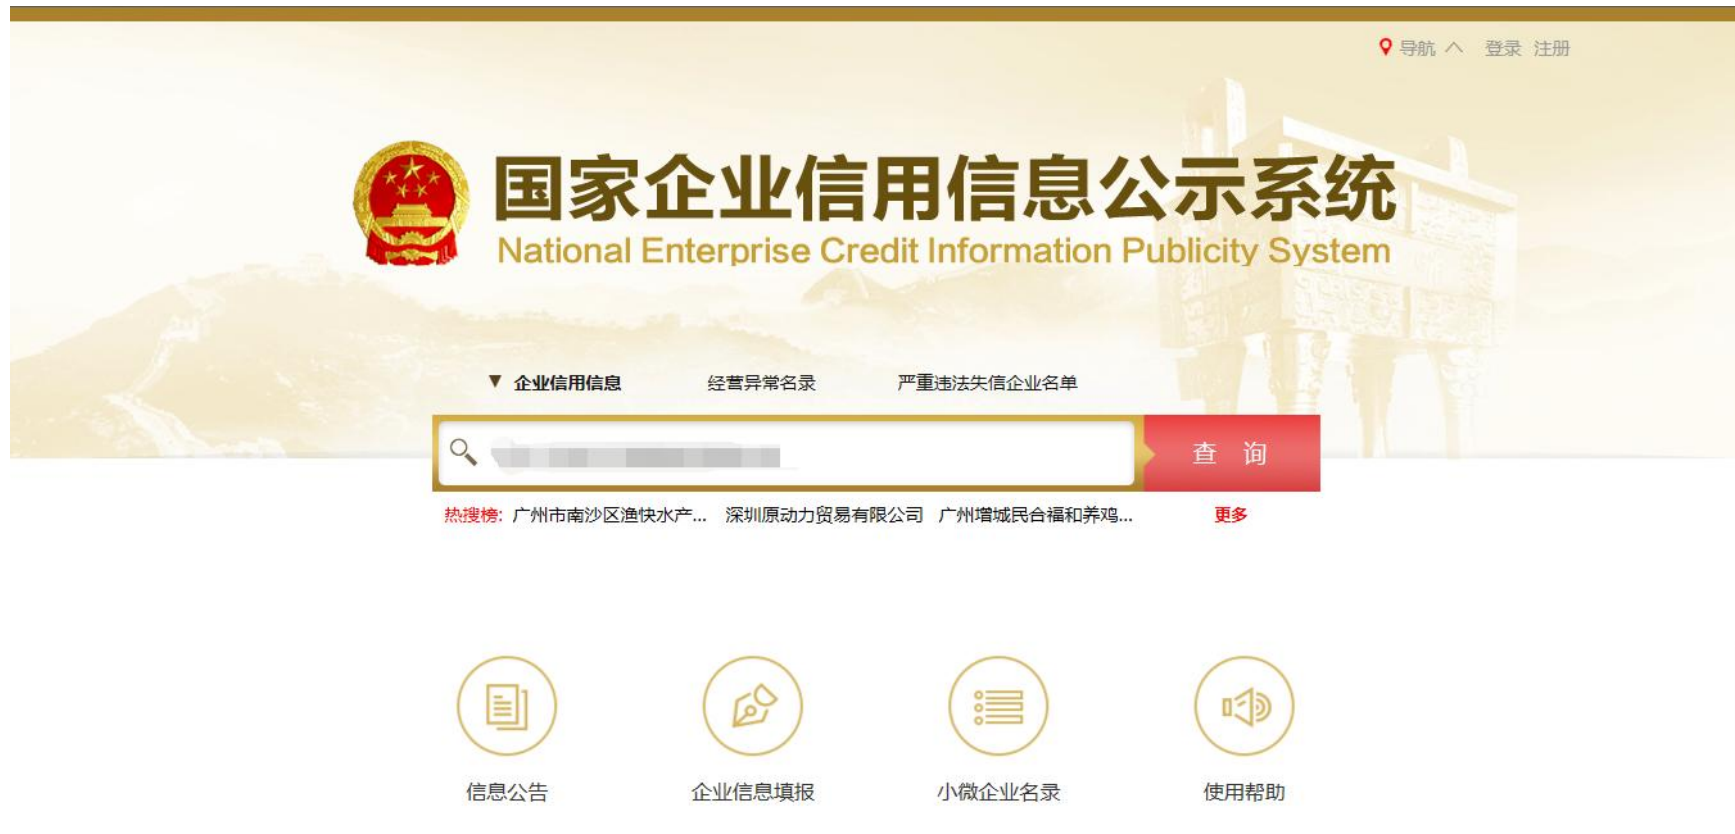 导航 登录 注册
国家企业信用信息公示系统
National Enterprise Credit Information Publicity System
▼ 企业信用信息 经营异常名录 严重违法失信企业名单
查 询
热搜榜: 广州市南沙区渔快水产... 深圳原动力贸易有限公司 广州增城民合福和养鸡... 更多
信息公告 企业信息填报 小微企业名录 使用帮助